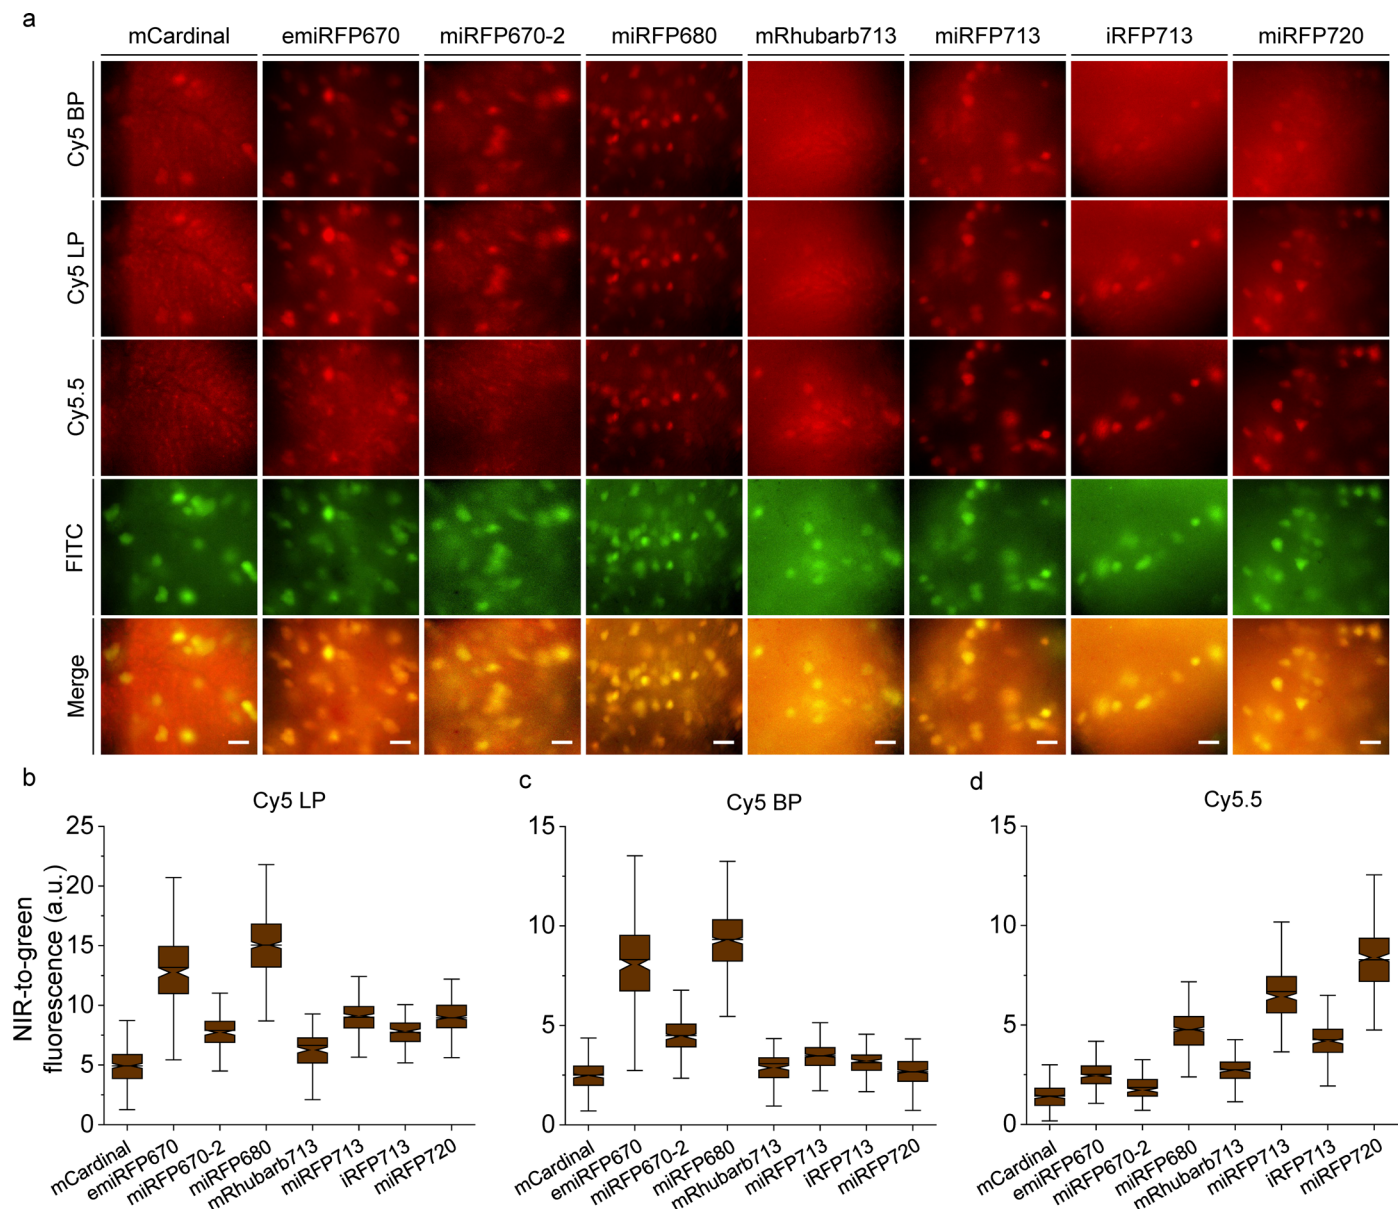 a
mCardinal emiRFP670 miRFP670-2 miRFP680 mRhubarb713 miRFP713 iRFP713 miRFP720
Cy5 BP
Cy5 LP
Cy5.5
FITC
Merge
b
Cy5 LP
NIR-to-green
fluorescence (a.u.)
25
20
15
10
5
0
mCardinal
emiRFP670
miRFP670-2
miRFP680
mRhubarb713
miRFP713
iRFP713
miRFP720
c
Cy5 BP
15
10
5
0
mCardinal
emiRFP670
miRFP670-2
miRFP680
mRhubarb713
miRFP713
iRFP713
miRFP720
d
Cy5.5
15
10
5
0
mCardinal
emiRFP670
miRFP670-2
miRFP680
mRhubarb713
miRFP713
iRFP713
miRFP720